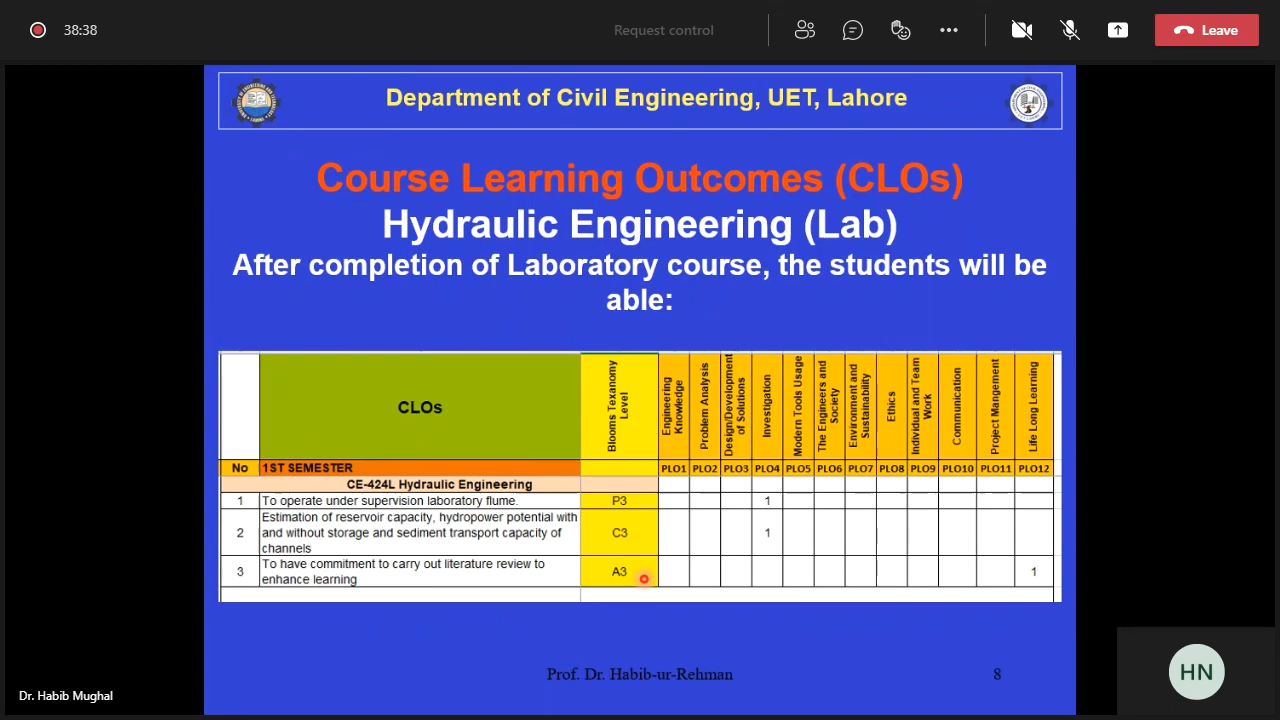 38:38
Request control
Leave
Department of Civil Engineering, UET, Lahore
Course Learning Outcomes (CLOs)
Hydraulic Engineering (Lab)
After completion of Laboratory course, the students will be
able:
CLOs
Blooms Texanomy
Level
Engineering
Knowledge
Problem Analysis
Design/Development
of Solutions
Investigation
Modern Tools Usage
The Engineers and
Society
Environment and
Sustainability
Ethics
Individual and Team
Work
Communication
Project Mangement
Life Long Learning
No 1ST SEMESTER PLO1 PLO2 PLO3 PLO4 PLO5 PLO6 PLO7 PLO8 PLO9 PLO10 PLO11 PLO12
CE-424L Hydraulic Engineering
1 To operate under supervision laboratory flume. P3 1
Estimation of reservoir capacity, hydropower potential with
2 and without storage and sediment transport capacity of C3 1
channels
3 To have commitment to carry out literature review to A3 1
enhance learning
Prof. Dr. Habib-ur-Rehman 8
HN
Dr. Habib Mughal